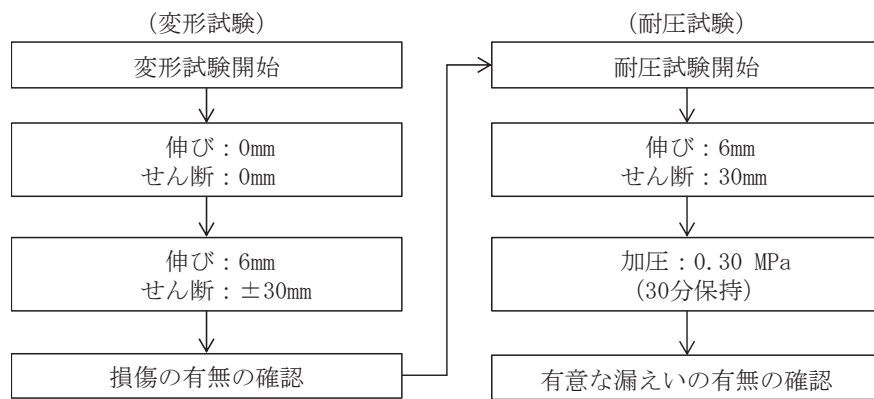 （変形試験）
変形試験開始
伸び：0mm
せん断：0mm
伸び：6mm
せん断：±30mm
損傷の有無の確認
（耐圧試験）
耐圧試験開始
伸び：6mm
せん断：30mm
加圧：0.30 MPa
（30分保持）
有意な漏えいの有無の確認